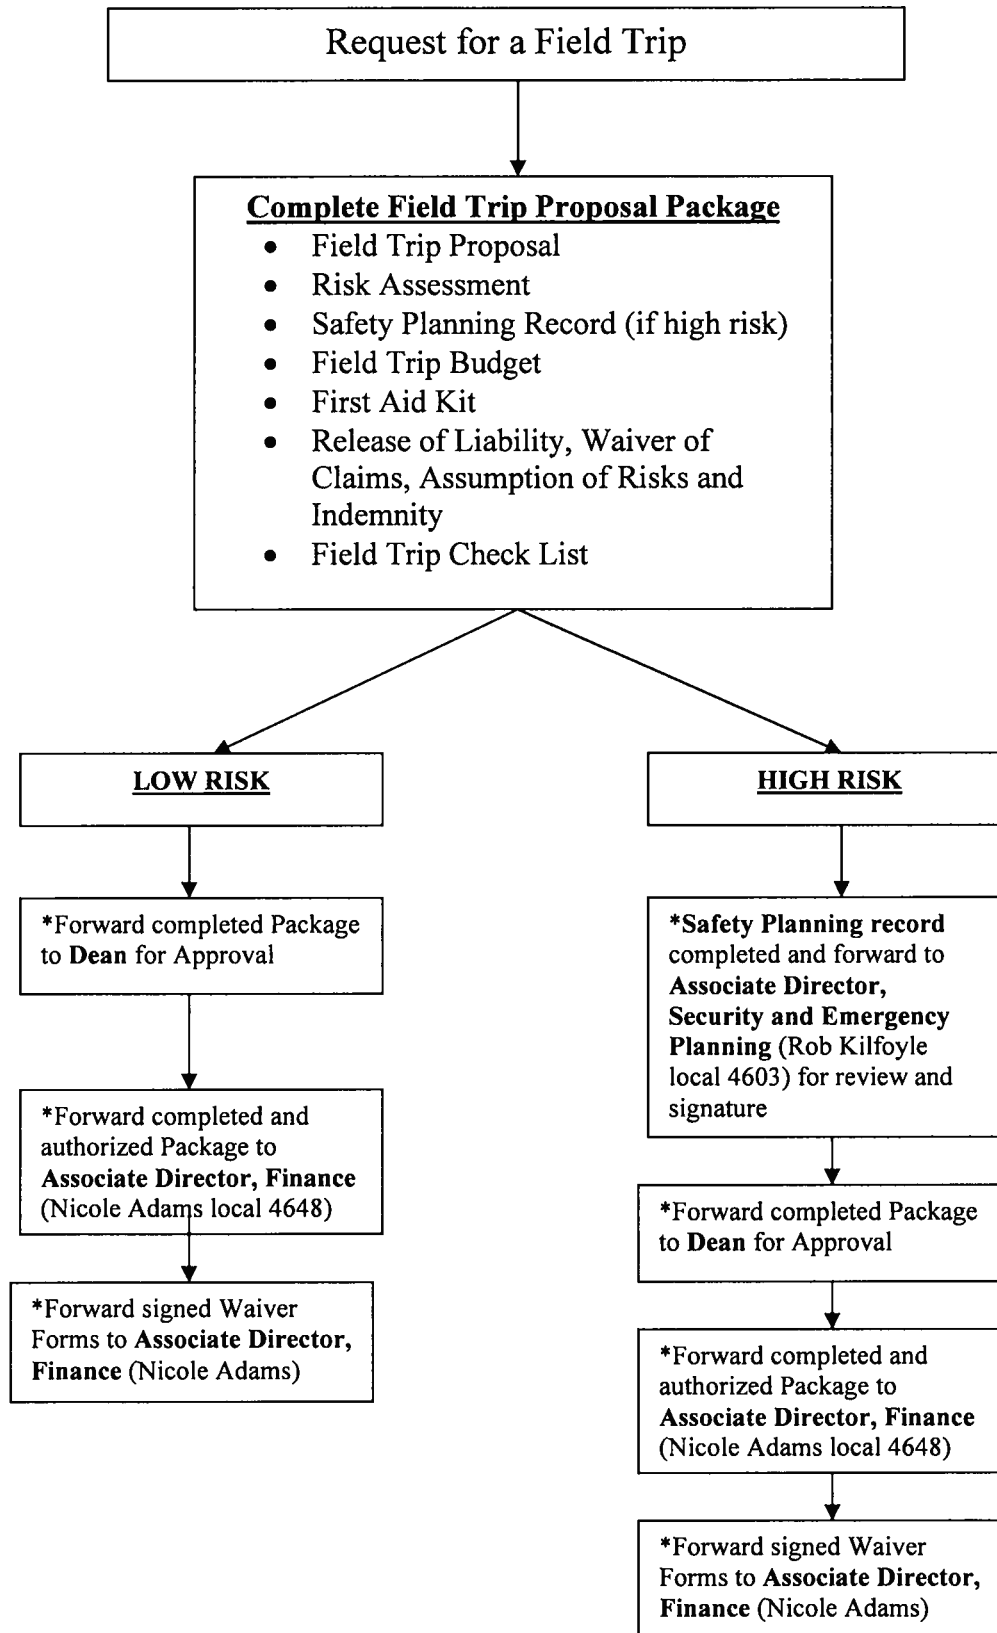 Request for a Field Trip
Complete Field Trip Proposal Package
• Field Trip Proposal
• Risk Assessment
• Safety Planning Record (if high risk)
• Field Trip Budget
• First Aid Kit
• Release of Liability, Waiver of
Claims, Assumption of Risks and
Indemnity
• Field Trip Check List
LOW RISK
*Forward completed Package
to Dean for Approval
*Forward completed and
authorized Package to
Associate Director, Finance
(Nicole Adams local 4648)
*Forward signed Waiver
Forms to Associate Director,
Finance (Nicole Adams)
HIGH RISK
*Safety Planning record
completed and forward to
Associate Director,
Security and Emergency
Planning (Rob Kilfoyle
local 4603) for review and
signature
*Forward completed Package
to Dean for Approval
*Forward completed and
authorized Package to
Associate Director, Finance
(Nicole Adams local 4648)
*Forward signed Waiver
Forms to Associate Director,
Finance (Nicole Adams)